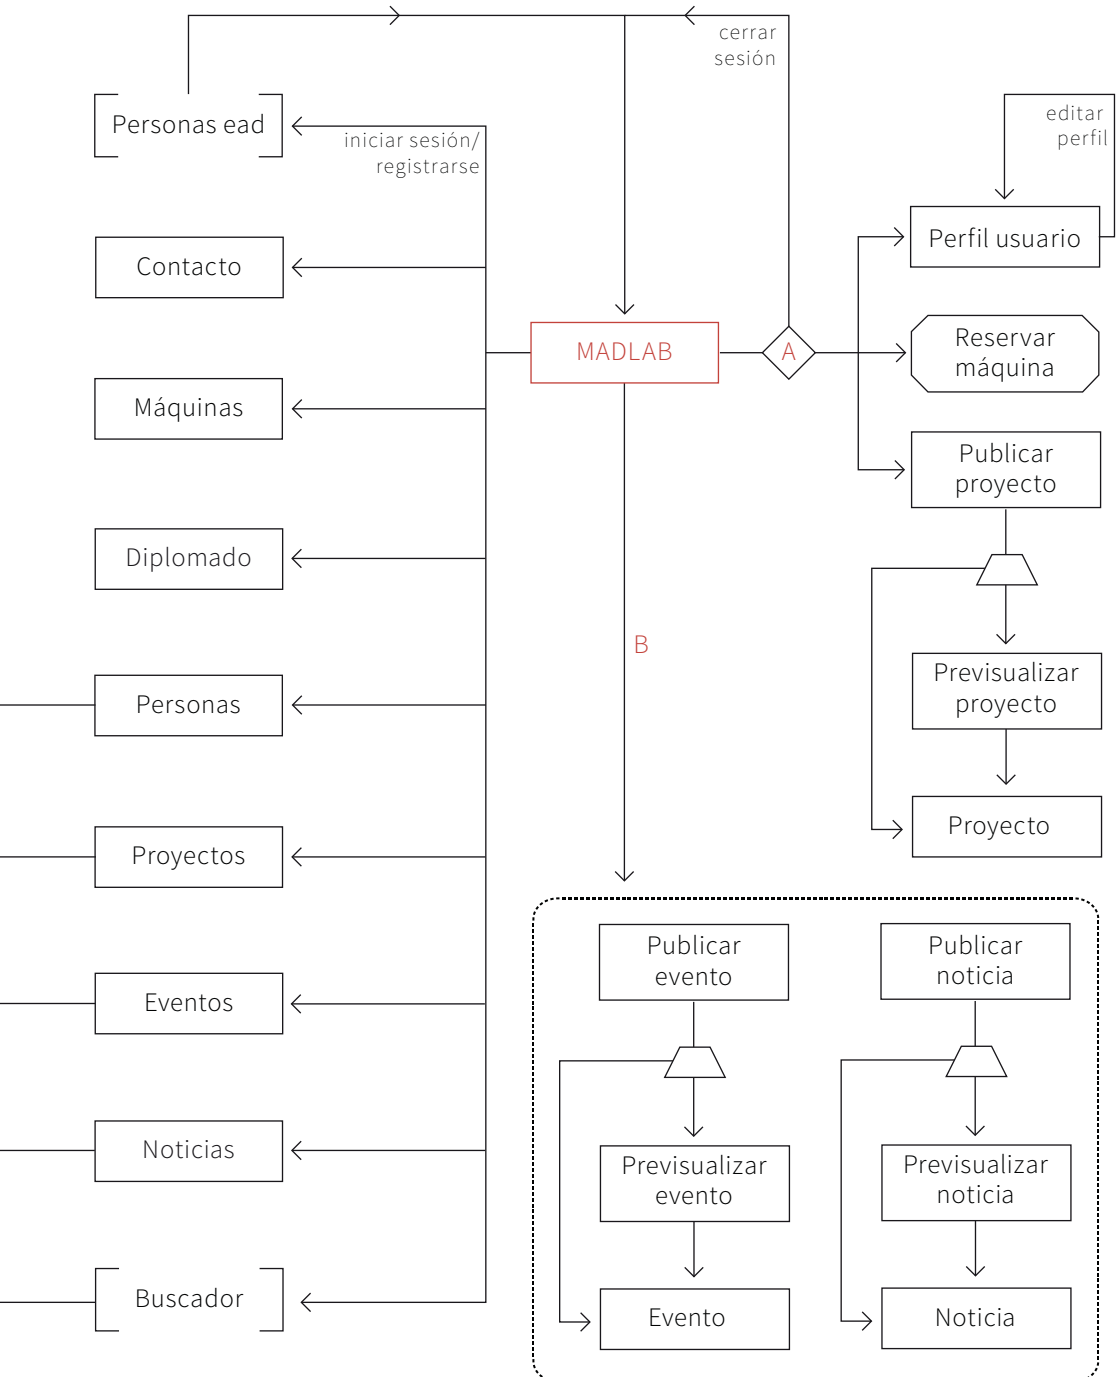 cerrar
sesión
Personas ead
iniciar sesión/
registrarse
editar
perfil
Perfil usuario
Contacto
MADLAB
A
Reservar
máquina
Máquinas
Publicar
proyecto
Diplomado
B
Previsualizar
proyecto
Personas
Proyecto
Proyectos
Publicar
evento
Publicar
noticia
Eventos
Noticias
Previsualizar
evento
Previsualizar
noticia
Buscador
Evento
Noticia